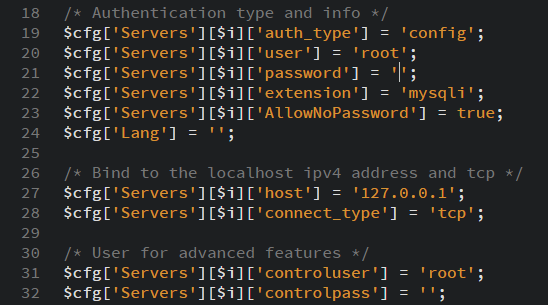 18 /* Authentication type and info */
19 $cfg['Servers'][$i]['auth_type'] = 'config';
20 $cfg['Servers'][$i]['user'] = 'root';
21 $cfg['Servers'][$i]['password'] = '';
22 $cfg['Servers'][$i]['extension'] = 'mysqli';
23 $cfg['Servers'][$i]['AllowNoPassword'] = true;
24 $cfg['Lang'] = '';
25
26 /* Bind to the localhost ipv4 address and tcp */
27 $cfg['Servers'][$i]['host'] = '127.0.0.1';
28 $cfg['Servers'][$i]['connect_type'] = 'tcp';
29
30 /* User for advanced features */
31 $cfg['Servers'][$i]['controluser'] = 'root';
32 $cfg['Servers'][$i]['controlpass'] = '';